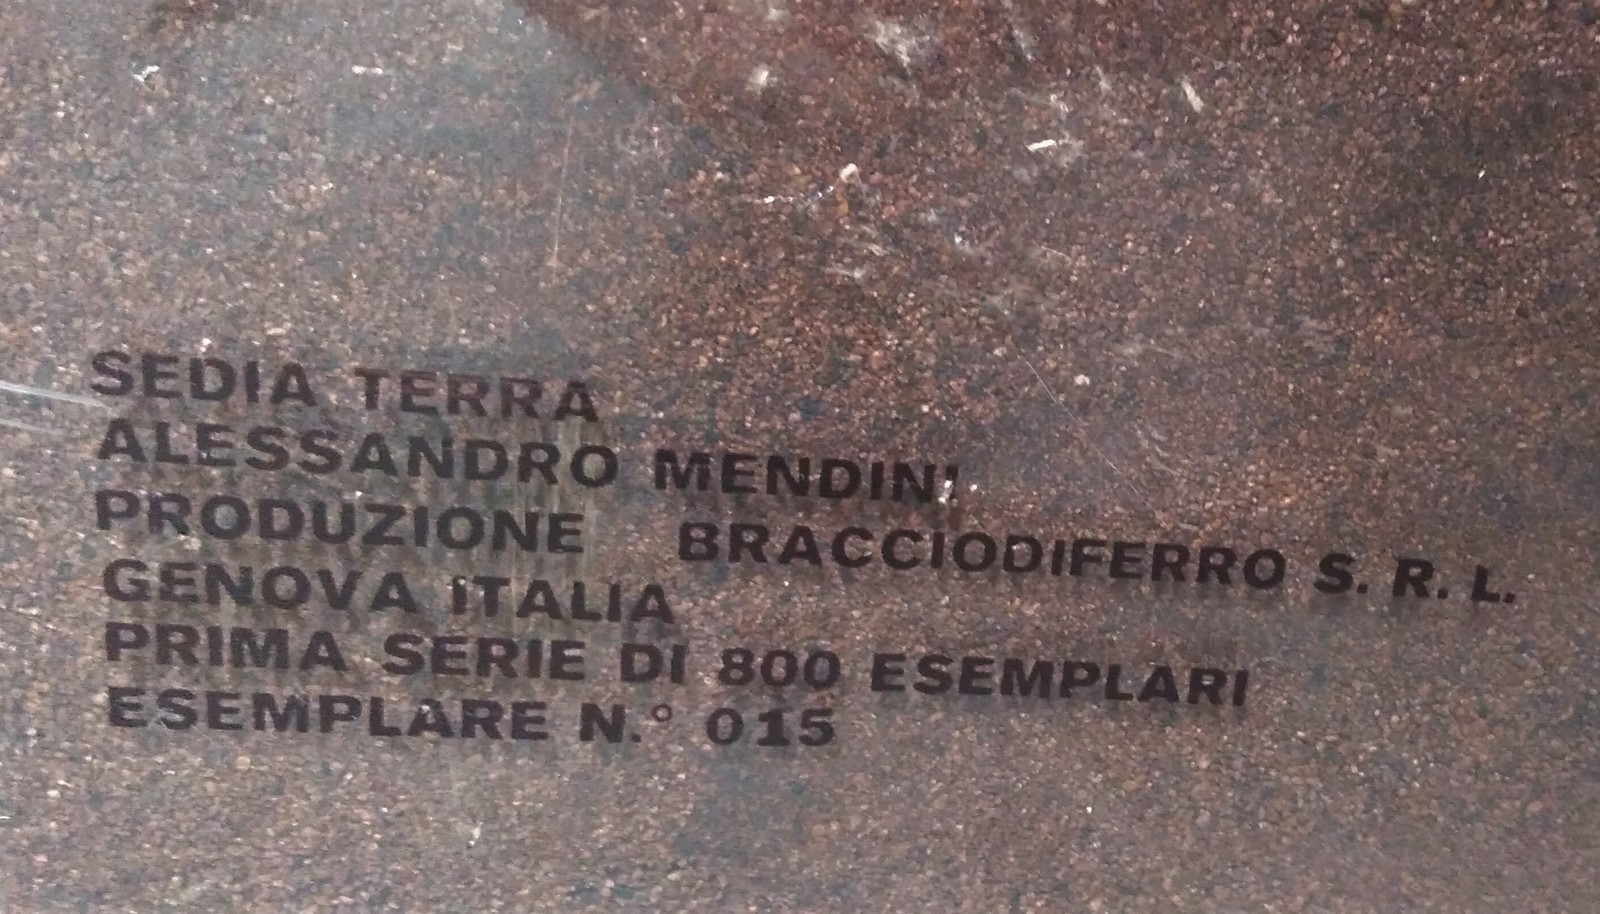 SEDIA TERRA
ALESSANDRO MENDINI
PRODUZIONE BRACCIODIFERRO S. R. L.
GENOVA ITALIA
PRIMA SERIE DI 800 ESEMPLARI
ESEMPLARE N.° 015